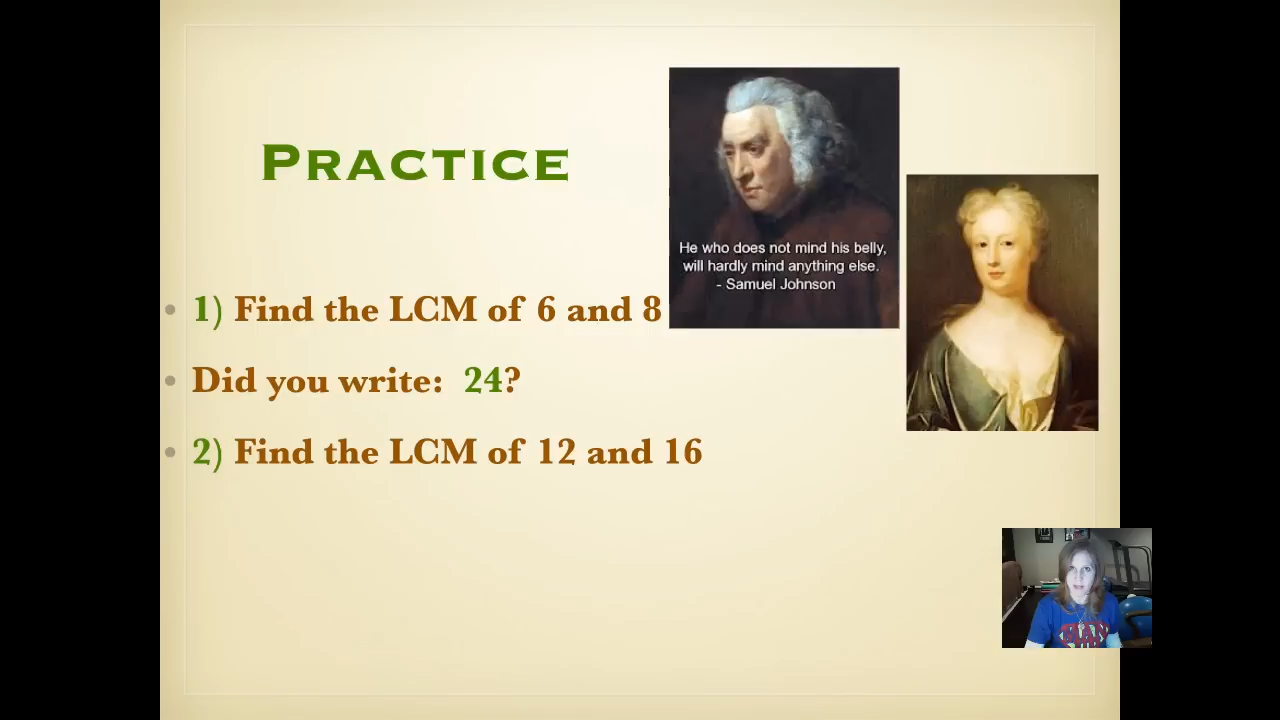 Practice
He who does not mind his belly,
will hardly mind anything else.
- Samuel Johnson
1) Find the LCM of 6 and 8
Did you write: 24?
2) Find the LCM of 12 and 16